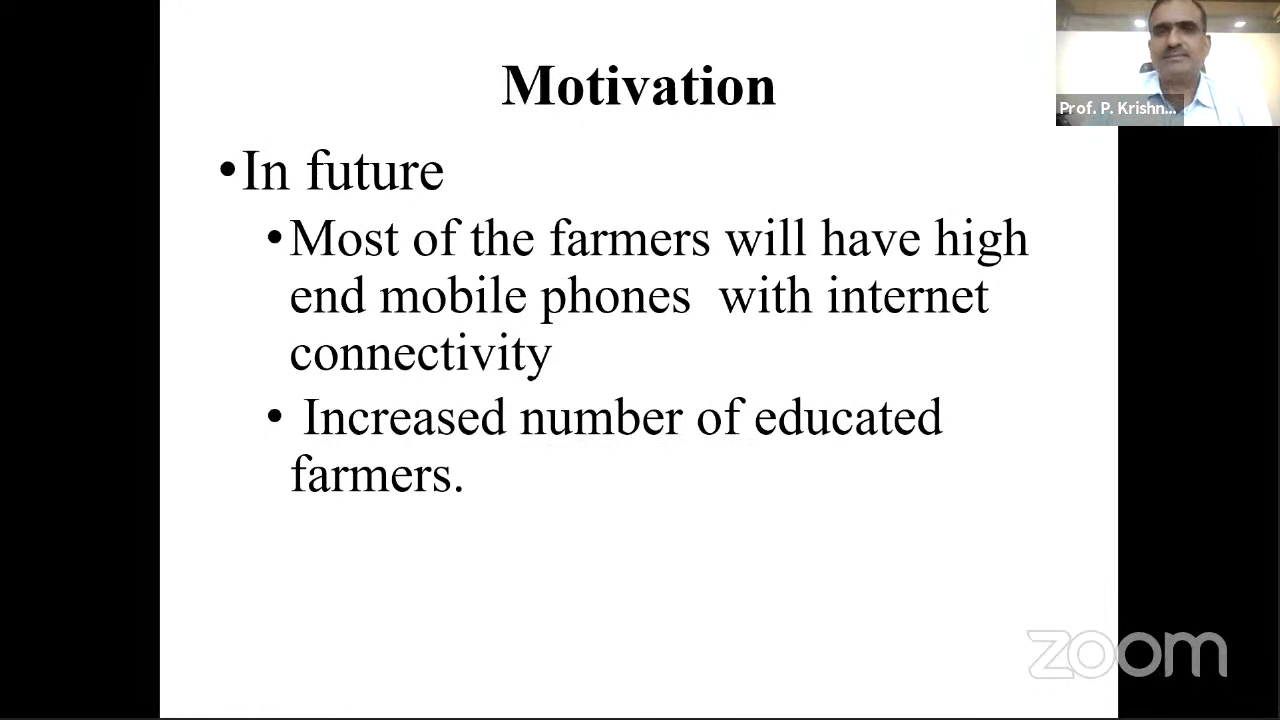 Motivation
•In future
•Most of the farmers will have high
end mobile phones with internet
connectivity
• Increased number of educated
farmers.
Prof. P. Krishn...
zoom